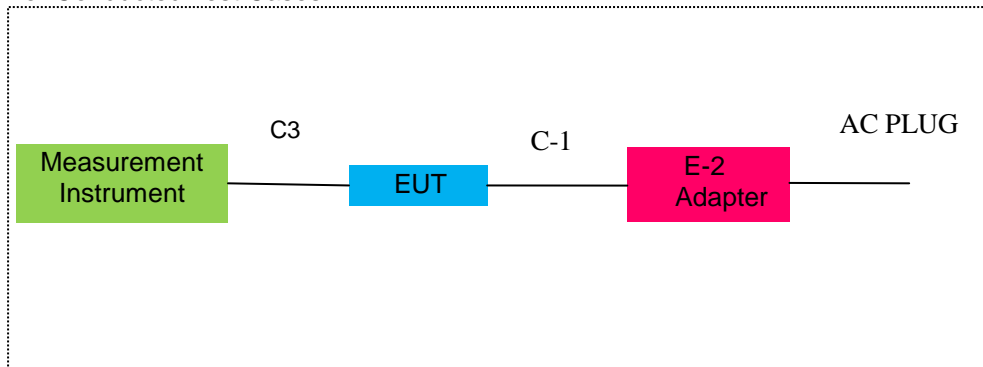 C3
C-1
AC PLUG
Measurement
Instrument
EUT
E-2
Adapter